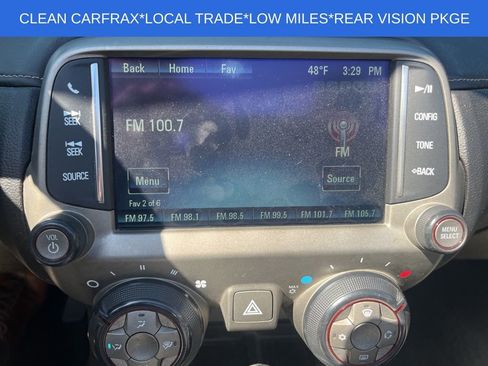 CLEAN CARFRAX*LOCAL TRADE*LOW MILES*REAR VISION PKGE
Back Home Fav 48°F 3:29 PM
SEEK
SEEK
SOURCE
FM 100.7
FM
Menu
Source
Fav 2 of 6
FM 97.5 FM 98.1 FM 98.5 FM 99.5 FM 101.7 FM 105.7
CONFIG
TONE
BACK
VOL
MENU
SELECT
MAX